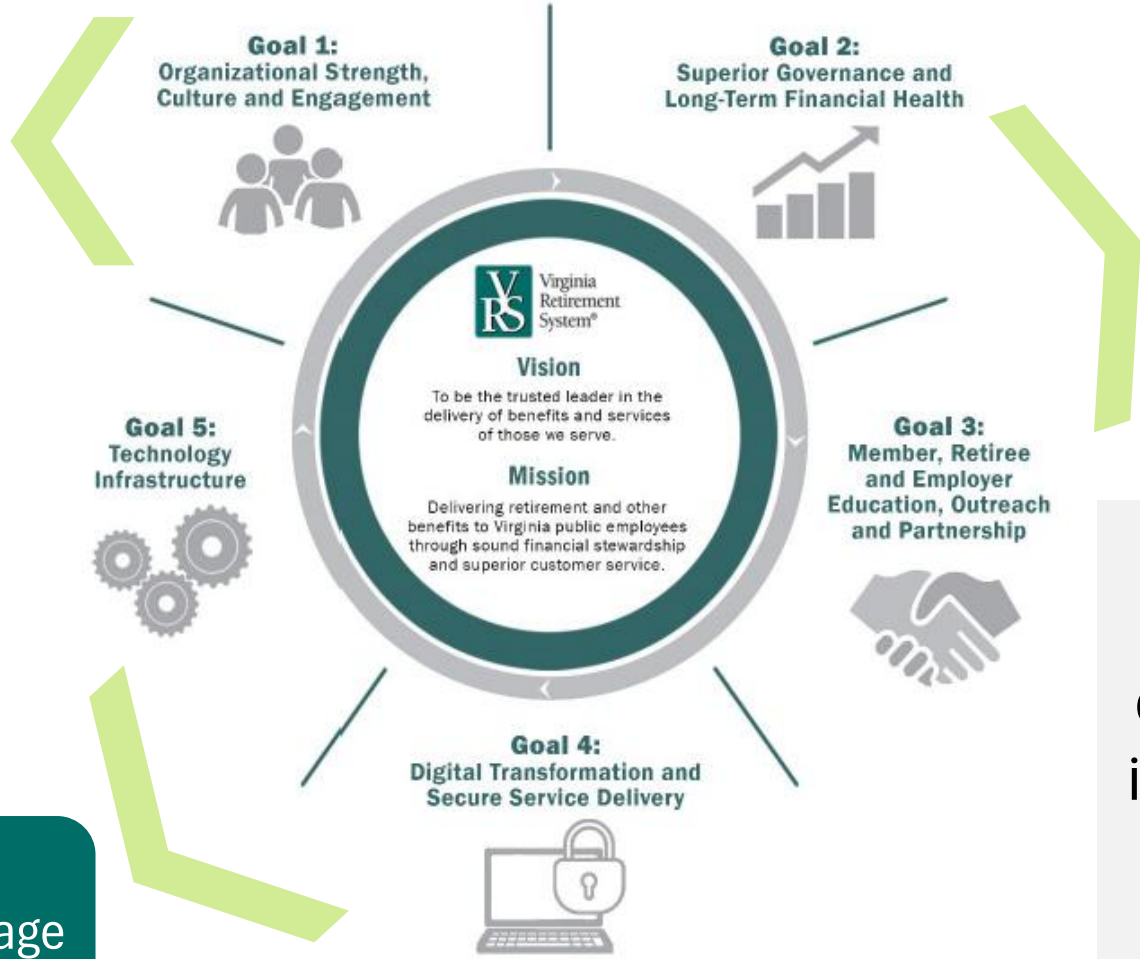 Goal 1:
Organizational Strength,
Culture and Engagement
Goal 2:
Superior Governance and
Long-Term Financial Health
VRS
Virginia
Retirement
System®
Vision
To be the trusted leader in the
delivery of benefits and services
of those we serve.
Mission
Delivering retirement and other
benefits to Virginia public employees
through sound financial stewardship
and superior customer service.
Goal 5:
Technology
Infrastructure
Goal 3:
Member, Retiree
and Employer
Education, Outreach
and Partnership
Goal 4:
Digital Transformation and
Secure Service Delivery